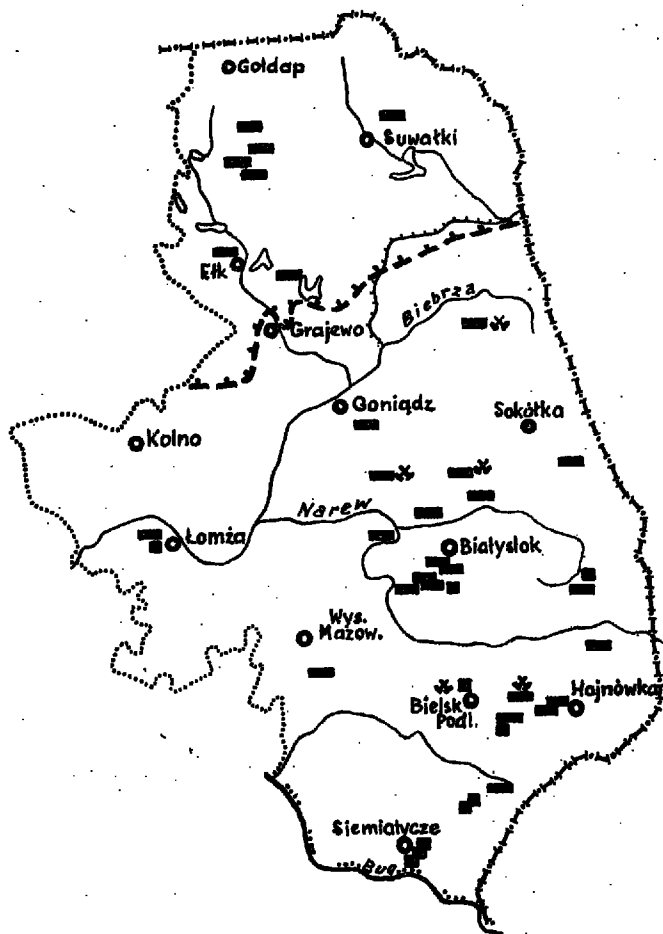 Gołdap
Suwałki
Ełk
Grajewo
Biebrza
Goniądz
Sokółka
Kolno
Narew
Łomża
Białystok
Wys.
Mazow.
Hajnówka
Bielsk
Podl.
Siemiatycze
Bug